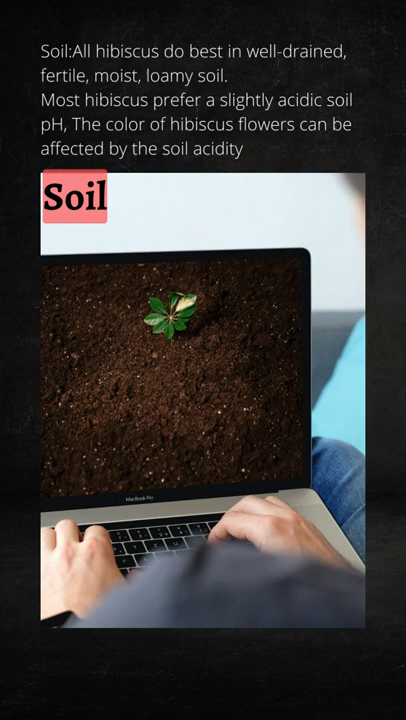 Soil:All hibiscus do best in well-drained,
fertile, moist, loamy soil.
Most hibiscus prefer a slightly acidic soil
pH, The color of hibiscus flowers can be
affected by the soil acidity
Soil
MacBook Pro